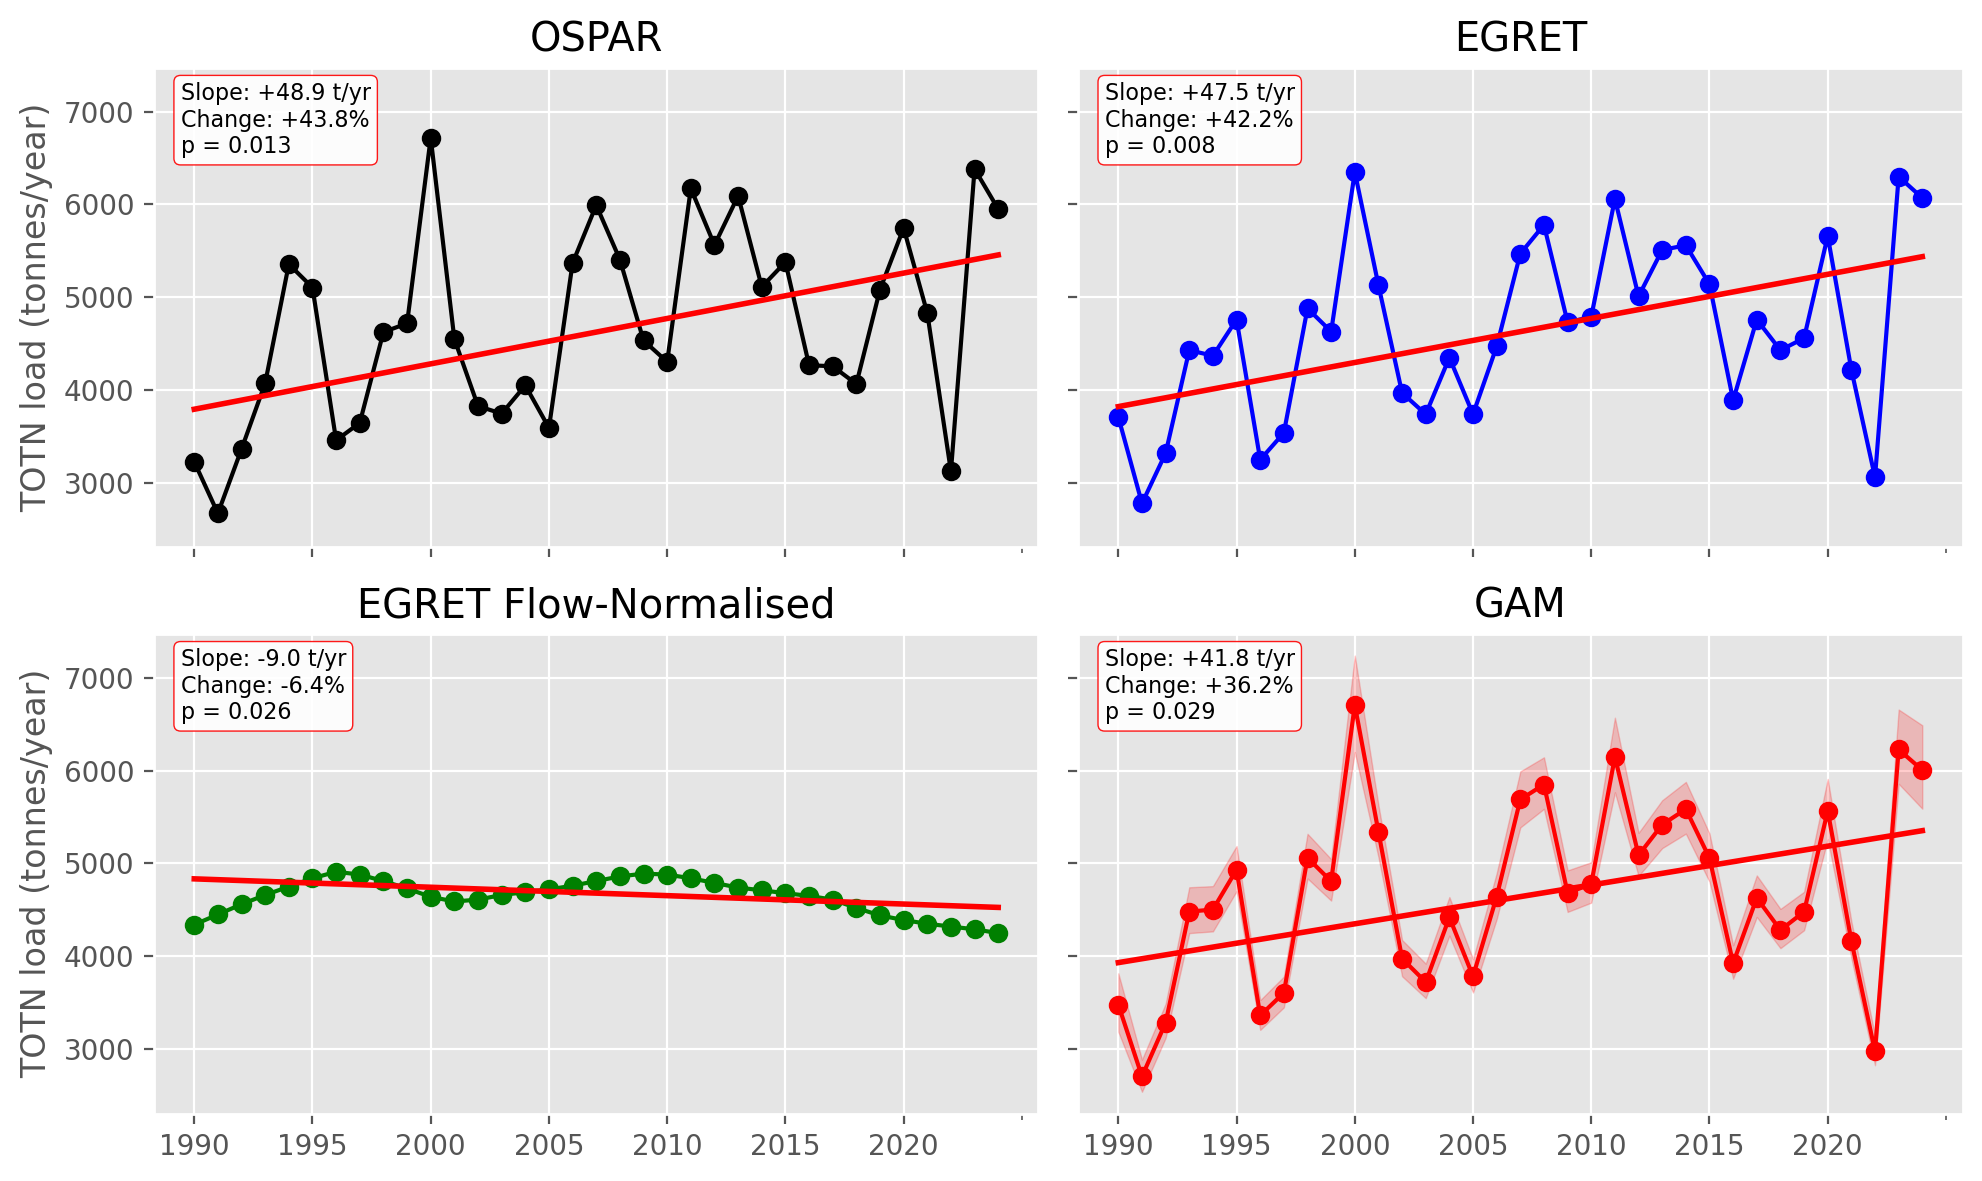 OSPAR
EGRET
Slope: +48.9 t/yr
Change: +43.8%
p = 0.013
Slope: +47.5 t/yr
Change: +42.2%
p = 0.008
TOTN load (tonnes/year)
7000
6000
5000
4000
3000
EGRET Flow-Normalised
GAM
Slope: -9.0 t/yr
Change: -6.4%
p = 0.026
Slope: +41.8 t/yr
Change: +36.2%
p = 0.029
TOTN load (tonnes/year)
7000
6000
5000
4000
3000
1990 1995 2000 2005 2010 2015 2020
1990 1995 2000 2005 2010 2015 2020